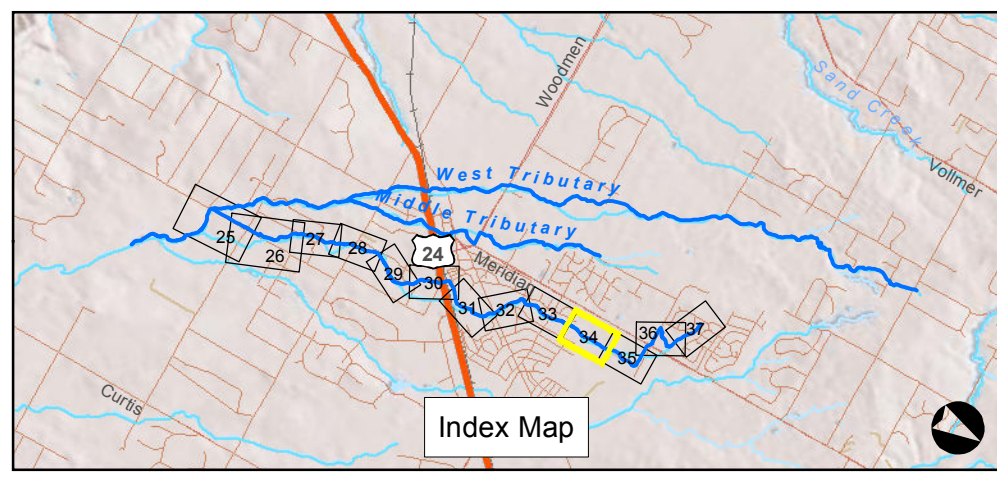 Woodmen
Sand Creek
Vollmer
West Tributary
Middle Tributary
24
Meridian
25
26
27
28
29
30
31
32
33
34
35
36
37
Curtis
Index Map